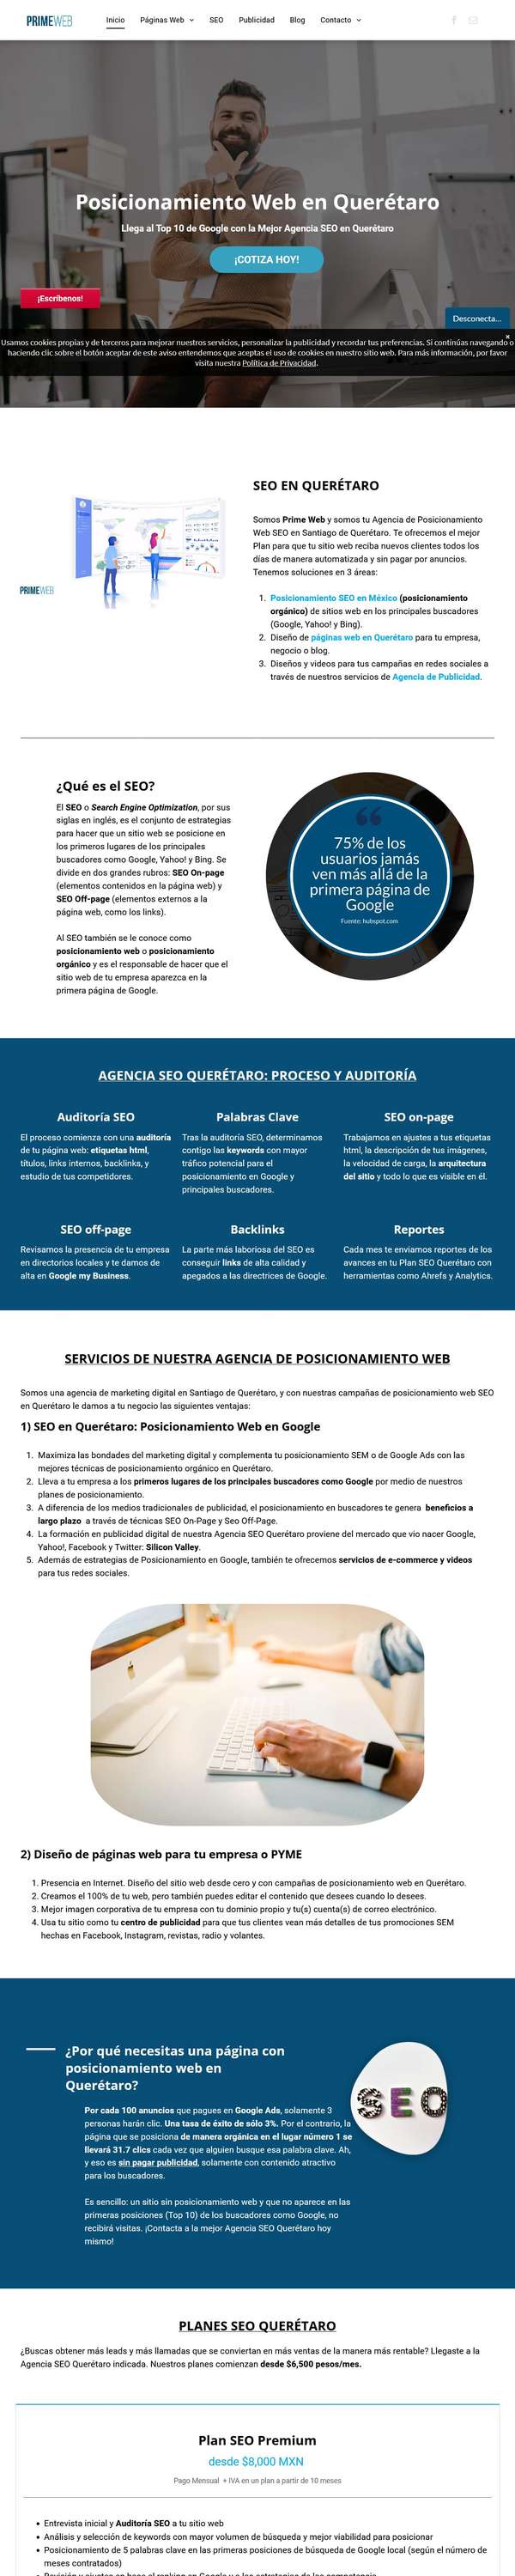 PRIMEWEB
Inicio
Páginas Web
SEO
Publicidad
Blog
Contacto
Posicionamiento Web en Querétaro
Llega al Top 10 de Google con la Mejor Agencia SEO en Querétaro
¡COTIZA HOY!
¡Escríbenos!
Desconecta...
×
Usamos cookies propias y de terceros para mejorar nuestros servicios, personalizar la publicidad y recordar tus preferencias. Si continúas navegando o
haciendo clic sobre el botón aceptar de este aviso entendemos que aceptas el uso de cookies en nuestro sitio web. Para más información, por favor
visita nuestra Política de Privacidad.
PRIMEWEB
SEO EN QUERÉTARO
Somos Prime Web y somos tu Agencia de Posicionamiento
Web SEO en Santiago de Querétaro. Te ofrecemos el mejor
Plan para que tu sitio web reciba nuevos clientes todos los
días de manera automatizada y sin pagar por anuncios.
Tenemos soluciones en 3 áreas:
1. Posicionamiento SEO en México (posicionamiento
orgánico) de sitios web en los principales buscadores
(Google, Yahoo! y Bing).
2. Diseño de páginas web en Querétaro para tu empresa,
negocio o blog.
3. Diseños y videos para tus campañas en redes sociales a
través de nuestros servicios de Agencia de Publicidad.
¿Qué es el SEO?
El SEO o Search Engine Optimization, por sus
siglas en inglés, es el conjunto de estrategias
para hacer que un sitio web se posicione en
los primeros lugares de los principales
buscadores como Google, Yahoo! y Bing. Se
divide en dos grandes rubros: SEO On-page
(elementos contenidos en la página web) y
SEO Off-page (elementos externos a la
página web, como los links).
Al SEO también se le conoce como
posicionamiento web o posicionamiento
orgánico y es el responsable de hacer que el
sitio web de tu empresa aparezca en la
primera página de Google.
“
75% de los
usuarios jamás
ven más allá de la
primera página de
Google
Fuente: hubspot.com
AGENCIA SEO QUERÉTARO: PROCESO Y AUDITORÍA
Auditoría SEO
El proceso comienza con una auditoría
de tu página web: etiquetas html,
títulos, links internos, backlinks, y
estudio de tus competidores.
Palabras Clave
Tras la auditoría SEO, determinamos
contigo las keywords con mayor
tráfico potencial para el
posicionamiento en Google y
principales buscadores.
SEO on-page
Trabajamos en ajustes a tus etiquetas
html, la descripción de tus imágenes,
la velocidad de carga, la arquitectura
del sitio y todo lo que es visible en él.
SEO off-page
Revisamos la presencia de tu empresa
en directorios locales y te damos de
alta en Google my Business.
Backlinks
La parte más laboriosa del SEO es
conseguir links de alta calidad y
apegados a las directrices de Google.
Reportes
Cada mes te enviamos reportes de los
avances en tu Plan SEO Querétaro con
herramientas como Ahrefs y Analytics.
SERVICIOS DE NUESTRA AGENCIA DE POSICIONAMIENTO WEB
Somos una agencia de marketing digital en Santiago de Querétaro, y con nuestras campañas de posicionamiento web SEO
en Querétaro le damos a tu negocio las siguientes ventajas:
1) SEO en Querétaro: Posicionamiento Web en Google
1. Maximiza las bondades del marketing digital y complementa tu posicionamiento SEM o de Google Ads con las
mejores técnicas de posicionamiento orgánico en Querétaro.
2. Lleva a tu empresa a los primeros lugares de los principales buscadores como Google por medio de nuestros
planes de posicionamiento.
3. A diferencia de los medios tradicionales de publicidad, el posicionamiento en buscadores te genera beneficios a
largo plazo a través de técnicas SEO On-Page y Seo Off-Page.
4. La formación en publicidad digital de nuestra Agencia SEO Querétaro proviene del mercado que vio nacer Google,
Yahoo!, Facebook y Twitter: Silicon Valley.
5. Además de estrategias de Posicionamiento en Google, también te ofrecemos servicios de e-commerce y videos
para tus redes sociales.
2) Diseño de páginas web para tu empresa o PYME
1. Presencia en Internet. Diseño del sitio web desde cero y con campañas de posicionamiento web en Querétaro.
2. Creamos el 100% de tu web, pero también puedes editar el contenido que desees cuando lo desees.
3. Mejor imagen corporativa de tu empresa con tu dominio propio y tu(s) cuenta(s) de correo electrónico.
4. Usa tu sitio como tu centro de publicidad para que tus clientes vean más detalles de tus promociones SEM
hechas en Facebook, Instagram, revistas, radio y volantes.
¿Por qué necesitas una página con
posicionamiento web en
Querétaro?
Por cada 100 anuncios que pagues en Google Ads, solamente 3
personas harán clic. Una tasa de éxito de sólo 3%. Por el contrario, la
página que se posiciona de manera orgánica en el lugar número 1 se
llevará 31.7 clics cada vez que alguien busque esa palabra clave. Ah,
y eso es sin pagar publicidad, solamente con contenido atractivo
para los buscadores.
Es sencillo: un sitio sin posicionamiento web y que no aparece en las
primeras posiciones (Top 10) de los buscadores como Google, no
recibirá visitas. ¡Contacta a la mejor Agencia SEO Querétaro hoy
mismo!
SEO
PLANES SEO QUERÉTARO
¿Buscas obtener más leads y más llamadas que se conviertan en más ventas de la manera más rentable? Llegaste a la
Agencia SEO Querétaro indicada. Nuestros planes comienzan desde $6,500 pesos/mes.
Plan SEO Premium
desde $8,000 MXN
Pago Mensual + IVA en un plan a partir de 10 meses
• Entrevista inicial y Auditoría SEO a tu sitio web
• Análisis y selección de keywords con mayor volumen de búsqueda y mejor viabilidad para posicionar
• Posicionamiento de 5 palabras clave en las primeras posiciones de búsqueda de Google local (según el número de
meses contratados)